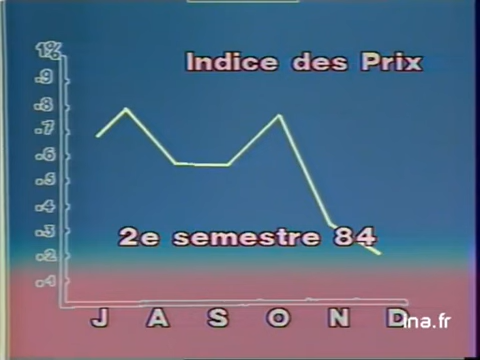 Indice des Prix
1%
.9
.8
.7
.6
.5
.4
.3
.2
.1
2e semestre 84
J A S O N D
ina.fr